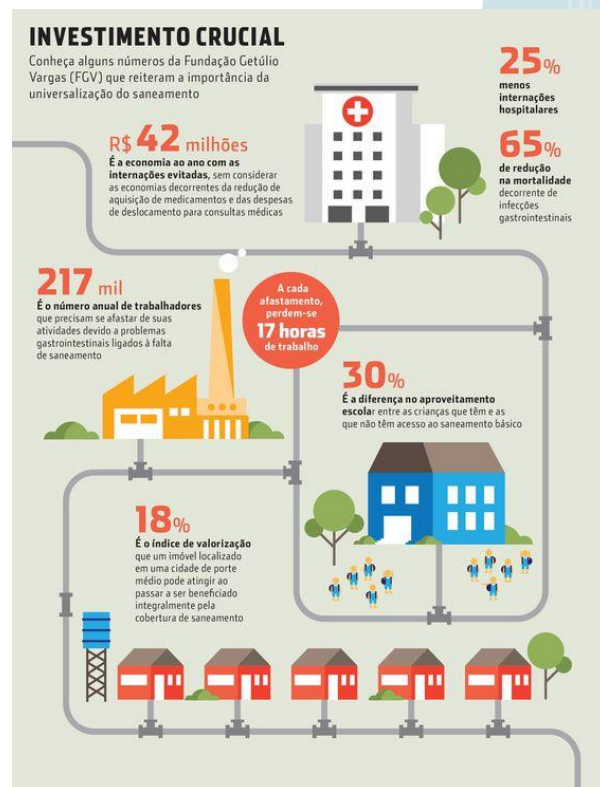 INVESTIMENTO CRUCIAL
Conheça alguns números da Fundação Getúlio
Vargas (FGV) que reiteram a importância da
universalização do saneamento
25%
menos
internações
hospitalares
65%
de redução
na mortalidade
decorrente de
infecções
gastrointestinais
R$ 42 milhões
É a economia ao ano com as
internações evitadas, sem considerar
as economias decorrentes da redução de
aquisição de medicamentos e das despesas
de deslocamento para consultas médicas
217 mil
É o número anual de trabalhadores
que precisam se afastar de suas
atividades devido a problemas
gastrointestinais ligados à falta
de saneamento
A cada
afastamento,
perdem-se
17 horas
de trabalho
30%
É a diferença no aproveitamento
escolar entre as crianças que têm e as
que não têm acesso ao saneamento básico
18%
É o índice de valorização
que um imóvel localizado
em uma cidade de porte
médio pode atingir ao
passar a ser beneficiado
integralmente pela
cobertura de saneamento